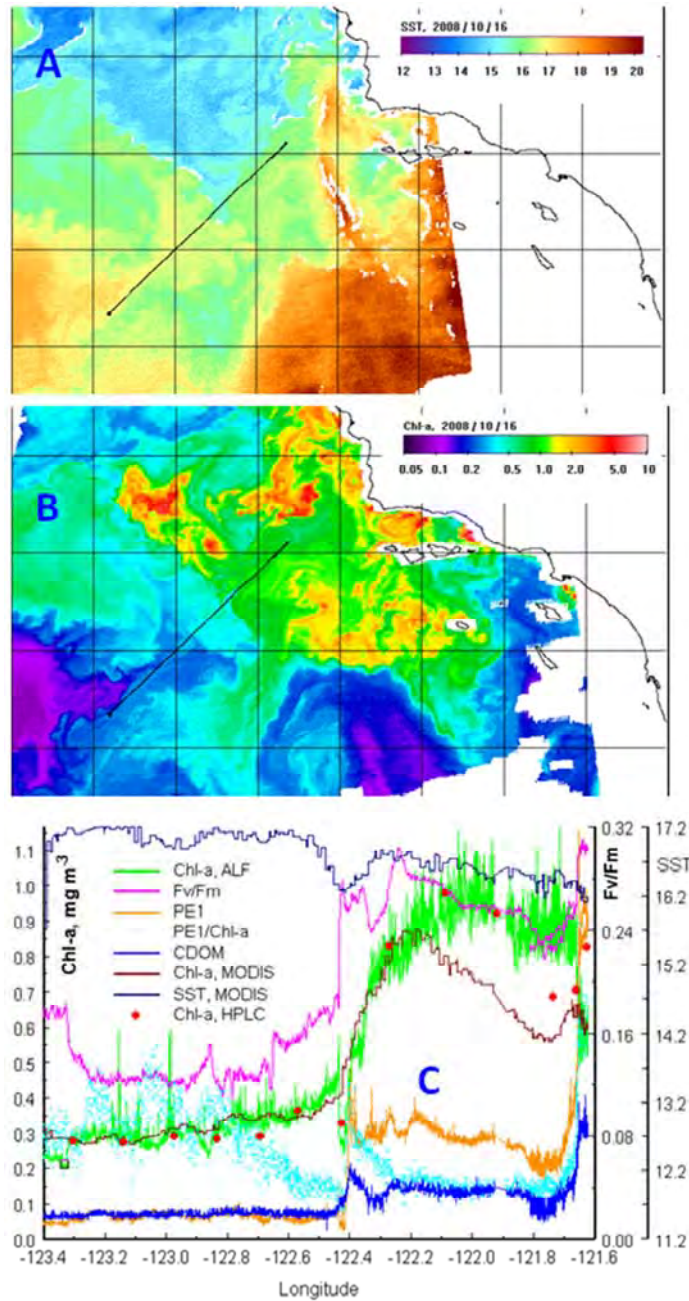 A
SST, 2008/10/16
12 13 14 15 16 17 18 19 20
B
Chl-a, 2008/10/16
0.05 0.1 0.2 0.5 1.0 2.0 5.0 10
Chl-a, mg m³
1.1
1.0
0.9
0.8
0.7
0.6
0.5
0.4
0.3
0.2
0.1
0.0
Chl-a, ALF
Fv/Fm
PE1
PE1/Chl-a
CDOM
Chl-a, MODIS
SST, MODIS
Chl-a, HPLC
C
Fv/Fm
0.32
0.24
0.16
0.08
0.00
SST
17.2
16.2
15.2
14.2
13.2
12.2
11.2
-123.4 -123.2 -123.0 -122.8 -122.6 -122.4 -122.2 -122.0 -121.8 -121.6
Longitude